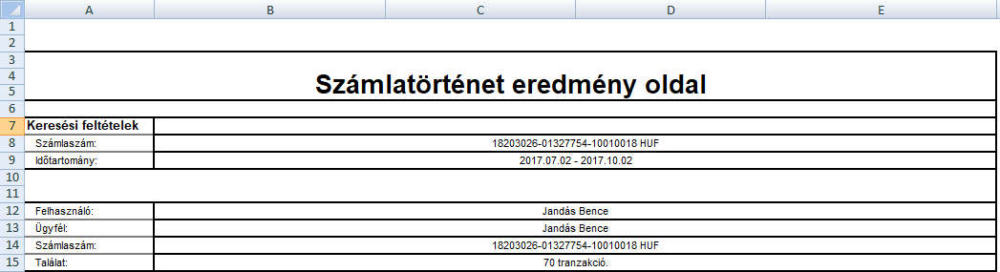 A B C D E
1
2
3
4
5 Számlatörténet eredmény oldal
6
7 Keresési feltételek
8 Számlaszám: 18203026-01327754-10010018 HUF
9 Időtartomány: 2017.07.02 - 2017.10.02
10
11
12 Felhasználó: Jandás Bence
13 Ügyfél: Jandás Bence
14 Számlaszám: 18203026-01327754-10010018 HUF
15 Találat: 70 tranzakció.